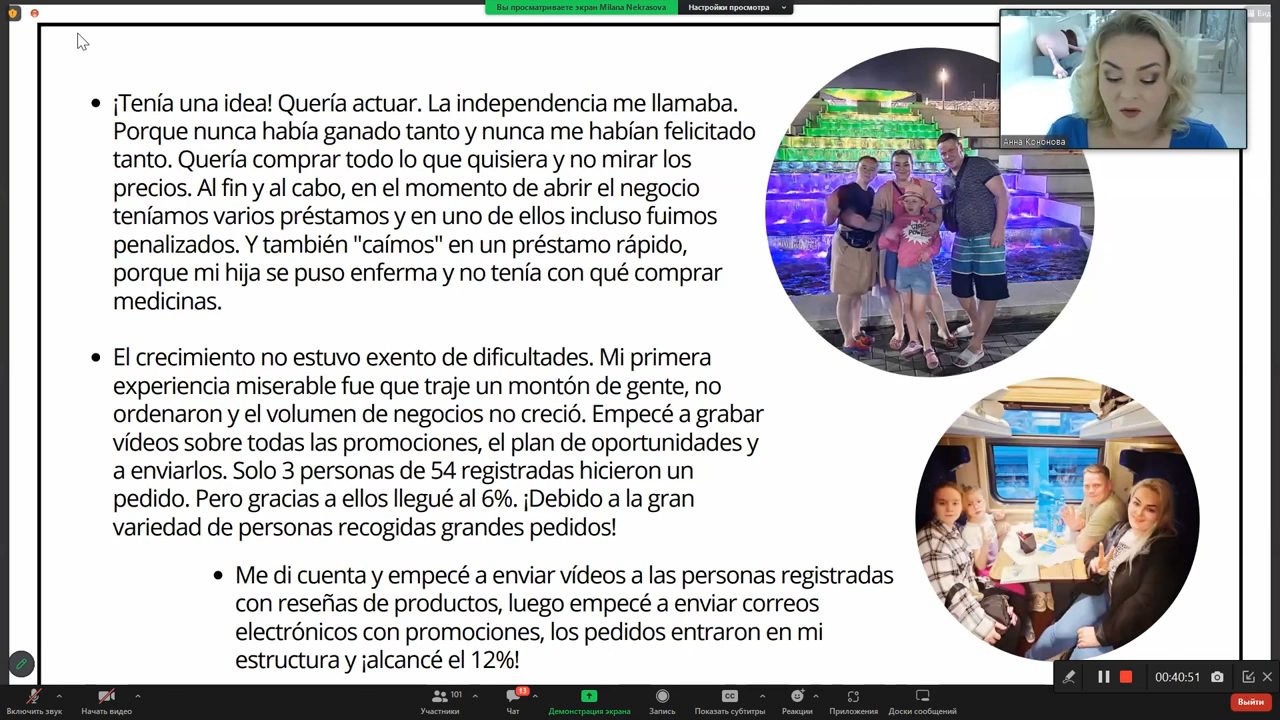 Вы просматриваете экран Milana Nekrasova
Настройки просмотра
Вид
Анна Кононова
• ¡Tenía una idea! Quería actuar. La independencia me llamaba.
Porque nunca había ganado tanto y nunca me habían felicitado
tanto. Quería comprar todo lo que quisiera y no mirar los
precios. Al fin y al cabo, en el momento de abrir el negocio
teníamos varios préstamos y en uno de ellos incluso fuimos
penalizados. Y también "caímos" en un préstamo rápido,
porque mi hija se puso enferma y no tenía con qué comprar
medicinas.
• El crecimiento no estuvo exento de dificultades. Mi primera
experiencia miserable fue que traje un montón de gente, no
ordenaron y el volumen de negocios no creció. Empecé a grabar
vídeos sobre todas las promociones, el plan de oportunidades y
a enviarlos. Solo 3 personas de 54 registradas hicieron un
pedido. Pero gracias a ellos llegué al 6%. ¡Debido a la gran
variedad de personas recogidas grandes pedidos!
• Me di cuenta y empecé a enviar vídeos a las personas registradas
con reseñas de productos, luego empecé a enviar correos
electrónicos con promociones, los pedidos entraron en mi
estructura y ¡alcancé el 12%!
00:40:51
101
13
CC
Включить звук
Начать видео
Участники
Чат
Демонстрация экрана
Запись
Показать субтитры
Реакции
Приложения
Доски сообщений
Выйти